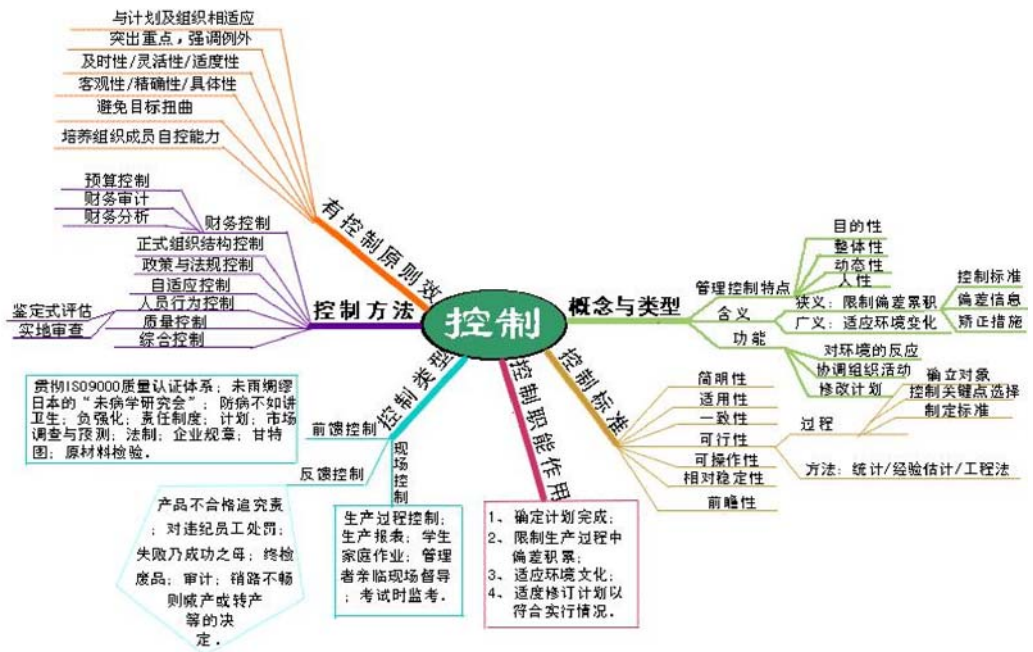 控制
有控制原则效
与计划及组织相适应
突出重点，强调例外
及时性/灵活性/适度性
客观性/精确性/具体性
避免目标扭曲
培养组织成员自控能力
控制方法
财务控制
预算控制
财务审计
财务分析
正式组织结构控制
政策与法规控制
自适应控制
人员行为控制
鉴定式评估
实地审查
质量控制
综合控制
概念与类型
管理控制特点
目的性
整体性
动态性
人性
含义
狭义：限制偏差累积
控制标准
偏差信息
矫正措施
广义：适应环境变化
功能
对环境的反应
协调组织活动
修改计划
控制类型
前馈控制
贯彻ISO9000质量认证体系；未雨绸缪
日本的“未病学研究会”；防病不如讲
卫生；负强化；责任制度；计划；市场
调查与预测；法制；企业规章；甘特
图；原材料检验.
现场控制
生产过程控制；
生产报表；学生
家庭作业；管理
者亲临现场督导
；考试时监考.
反馈控制
产品不合格追究责
；对违纪员工处罚；
失败乃成功之母；终检
废品；审计；销路不畅
则减产或转产
等的决
定.
控制职能作用
1、确定计划完成；
2、限制生产过程中
偏差积累；
3、适应环境文化；
4、适度修订计划以
符合实行情况.
控制标准
简明性
适用性
一致性
可行性
过程
确立对象
控制关键点选择
制定标准
方法：统计/经验估计/工程法
可操作性
相对稳定性
前瞻性